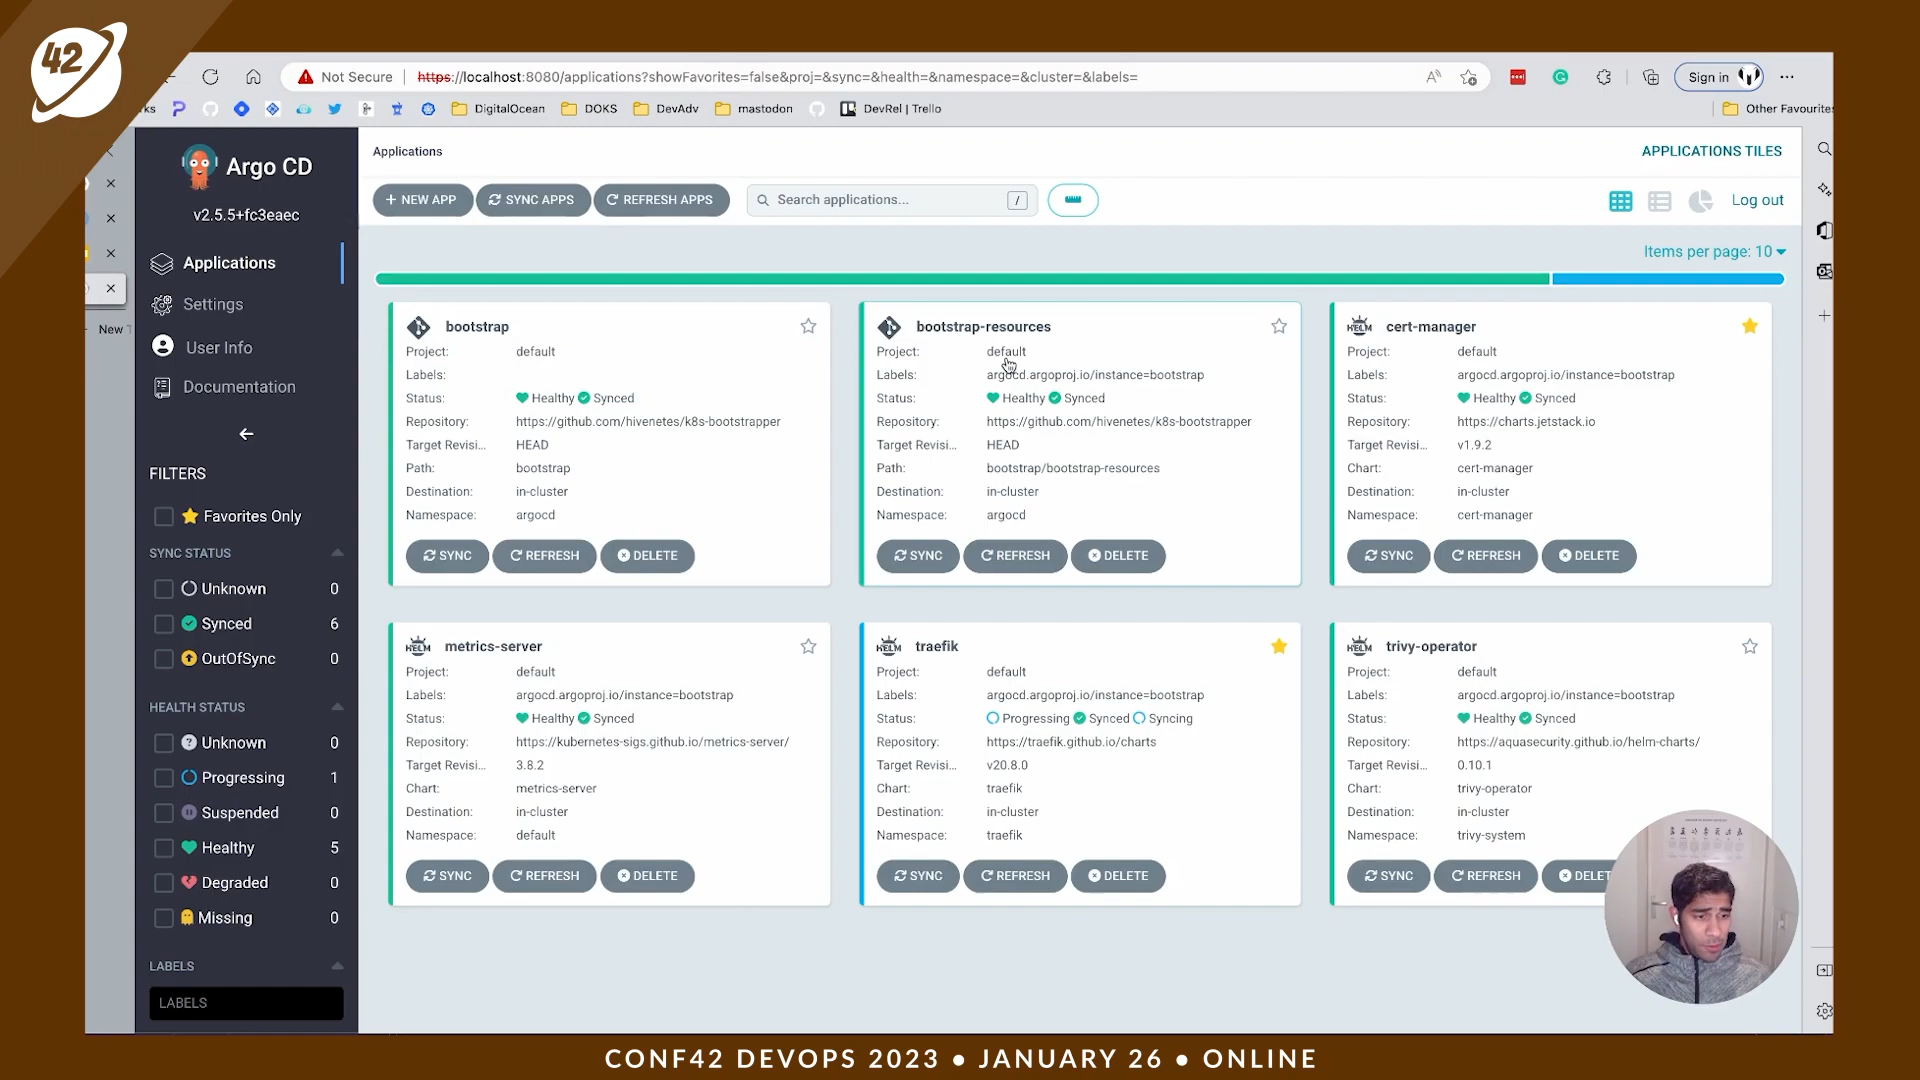 42
Not Secure
https://localhost:8080/applications?showFavorites=false&proj=&sync=&health=&namespace=&cluster=&labels=
Sign in
DigitalOcean
DOKS
DevAdv
mastodon
DevRel | Trello
Other Favourites
New T
Argo CD
v2.5.5+fc3eaec
Applications
Settings
User Info
Documentation
FILTERS
Favorites Only
SYNC STATUS
Unknown 0
Synced 6
OutOfSync 0
HEALTH STATUS
Unknown 0
Progressing 1
Suspended 0
Healthy 5
Degraded 0
Missing 0
LABELS
LABELS
Applications
APPLICATIONS TILES
+ NEW APP
SYNC APPS
REFRESH APPS
Search applications...
/
Log out
Items per page: 10
bootstrap
Project: default
Labels:
Status: Healthy Synced
Repository: https://github.com/hivenetes/k8s-bootstrapper
Target Revisi... HEAD
Path: bootstrap
Destination: in-cluster
Namespace: argocd
SYNC REFRESH DELETE
bootstrap-resources
Project: default
Labels: argocd.argoproj.io/instance=bootstrap
Status: Healthy Synced
Repository: https://github.com/hivenetes/k8s-bootstrapper
Target Revisi... HEAD
Path: bootstrap/bootstrap-resources
Destination: in-cluster
Namespace: argocd
SYNC REFRESH DELETE
HELM
cert-manager
Project: default
Labels: argocd.argoproj.io/instance=bootstrap
Status: Healthy Synced
Repository: https://charts.jetstack.io
Target Revisi... v1.9.2
Chart: cert-manager
Destination: in-cluster
Namespace: cert-manager
SYNC REFRESH DELETE
HELM
metrics-server
Project: default
Labels: argocd.argoproj.io/instance=bootstrap
Status: Healthy Synced
Repository: https://kubernetes-sigs.github.io/metrics-server/
Target Revisi... 3.8.2
Chart: metrics-server
Destination: in-cluster
Namespace: default
SYNC REFRESH DELETE
HELM
traefik
Project: default
Labels: argocd.argoproj.io/instance=bootstrap
Status: Progressing Synced Syncing
Repository: https://traefik.github.io/charts
Target Revisi... v20.8.0
Chart: traefik
Destination: in-cluster
Namespace: traefik
SYNC REFRESH DELETE
HELM
trivy-operator
Project: default
Labels: argocd.argoproj.io/instance=bootstrap
Status: Healthy Synced
Repository: https://aquasecurity.github.io/helm-charts/
Target Revisi... 0.10.1
Chart: trivy-operator
Destination: in-cluster
Namespace: trivy-system
SYNC REFRESH DELET
CONF42 DEVOPS 2023 • JANUARY 26 • ONLINE